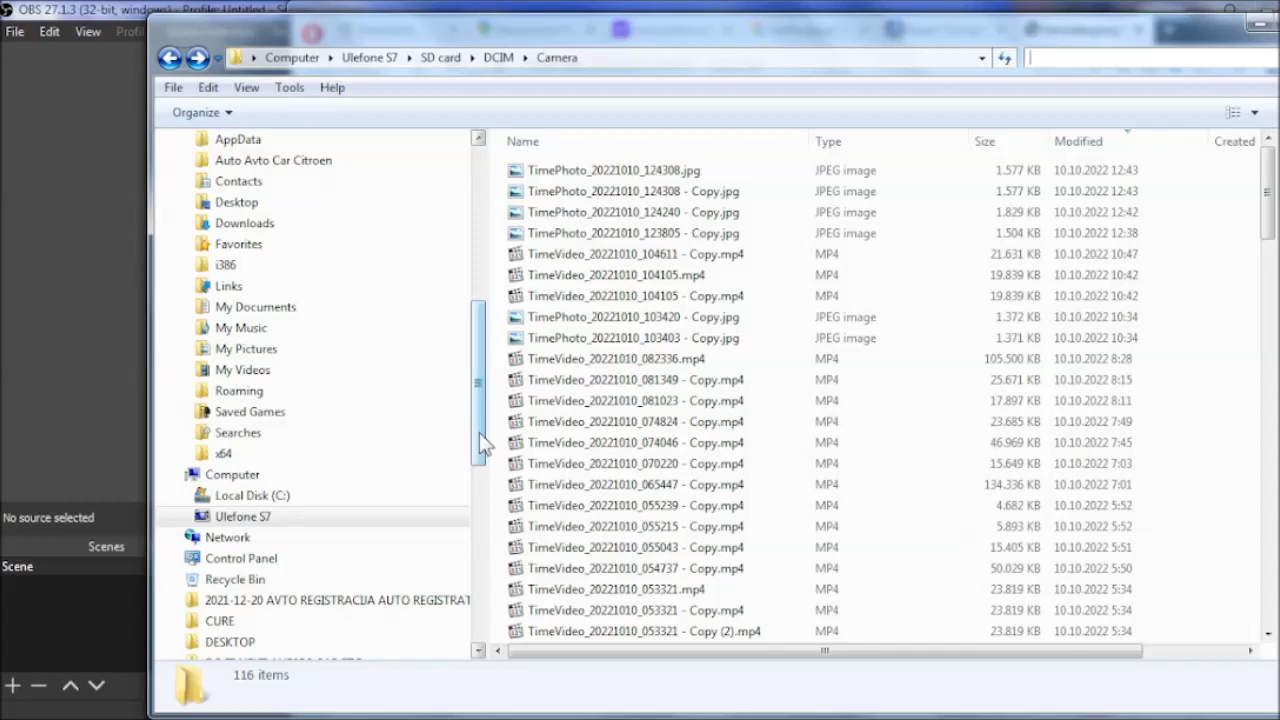 OBS 27.1.3 (32-bit, windows) - Profile: Untitled - S
File Edit View Profi
Computer Ulefone S7 SD card DCIM Camera
File Edit View Tools Help
Organize
AppData
Auto Avto Car Citroen
Contacts
Desktop
Downloads
Favorites
i386
Links
My Documents
My Music
My Pictures
My Videos
Roaming
Saved Games
Searches
x64
Computer
Local Disk (C:)
Ulefone S7
Network
Control Panel
Recycle Bin
2021-12-20 AVTO REGISTRACIJA AUTO REGISTRAT
CURE
DESKTOP
Name Type Size Modified Created
TimePhoto_20221010_124308.jpg JPEG image 1.577 KB 10.10.2022 12:43
TimePhoto_20221010_124308 - Copy.jpg JPEG image 1.577 KB 10.10.2022 12:43
TimePhoto_20221010_124240 - Copy.jpg JPEG image 1.829 KB 10.10.2022 12:42
TimePhoto_20221010_123805 - Copy.jpg JPEG image 1.504 KB 10.10.2022 12:38
TimeVideo_20221010_104611 - Copy.mp4 MP4 21.631 KB 10.10.2022 10:47
TimeVideo_20221010_104105.mp4 MP4 19.839 KB 10.10.2022 10:42
TimeVideo_20221010_104105 - Copy.mp4 MP4 19.839 KB 10.10.2022 10:42
TimePhoto_20221010_103420 - Copy.jpg JPEG image 1.372 KB 10.10.2022 10:34
TimePhoto_20221010_103403 - Copy.jpg JPEG image 1.371 KB 10.10.2022 10:34
TimeVideo_20221010_082336.mp4 MP4 105.500 KB 10.10.2022 8:28
TimeVideo_20221010_081349 - Copy.mp4 MP4 25.671 KB 10.10.2022 8:15
TimeVideo_20221010_081023 - Copy.mp4 MP4 17.897 KB 10.10.2022 8:11
TimeVideo_20221010_074824 - Copy.mp4 MP4 23.685 KB 10.10.2022 7:49
TimeVideo_20221010_074046 - Copy.mp4 MP4 46.969 KB 10.10.2022 7:45
TimeVideo_20221010_070220 - Copy.mp4 MP4 15.649 KB 10.10.2022 7:03
TimeVideo_20221010_065447 - Copy.mp4 MP4 134.336 KB 10.10.2022 7:01
TimeVideo_20221010_055239 - Copy.mp4 MP4 4.682 KB 10.10.2022 5:52
TimeVideo_20221010_055215 - Copy.mp4 MP4 5.893 KB 10.10.2022 5:52
TimeVideo_20221010_055043 - Copy.mp4 MP4 15.405 KB 10.10.2022 5:51
TimeVideo_20221010_054737 - Copy.mp4 MP4 50.029 KB 10.10.2022 5:50
TimeVideo_20221010_053321.mp4 MP4 23.819 KB 10.10.2022 5:34
TimeVideo_20221010_053321 - Copy.mp4 MP4 23.819 KB 10.10.2022 5:34
TimeVideo_20221010_053321 - Copy (2).mp4 MP4 23.819 KB 10.10.2022 5:34
116 items
No source selected
Scenes
Scene